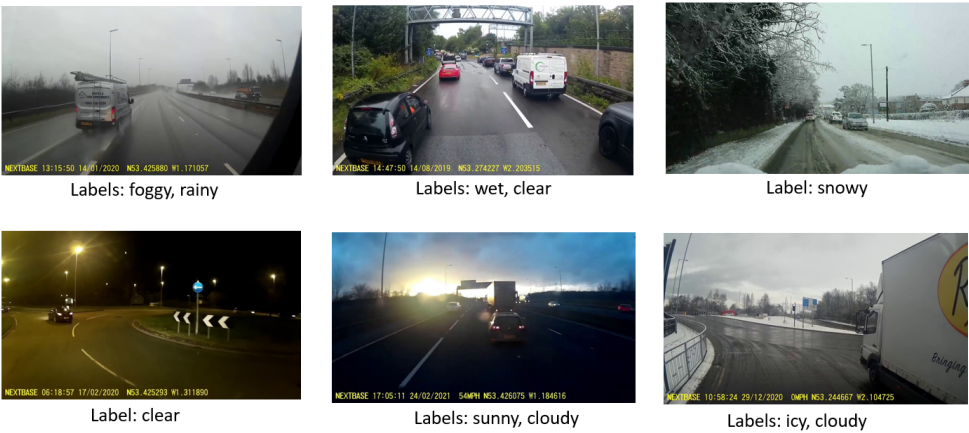 NEXTBASE 13:15:50 14/01/2020 N53.425880 W1.171057
Labels: foggy, rainy
NEXTBASE 14:47:50 14/08/2019 N53.274227 W2.203515
Labels: wet, clear
Label: snowy
NEXTBASE 06:18:57 17/02/2020 N53.425293 W1.311890
Label: clear
NEXTBASE 17:05:11 24/02/2021 54MPH N53.426075 W1.184616
Labels: sunny, cloudy
Bringing
NEXTBASE 10:58:24 29/12/2020 0MPH N53.244667 W2.104725
Labels: icy, cloudy